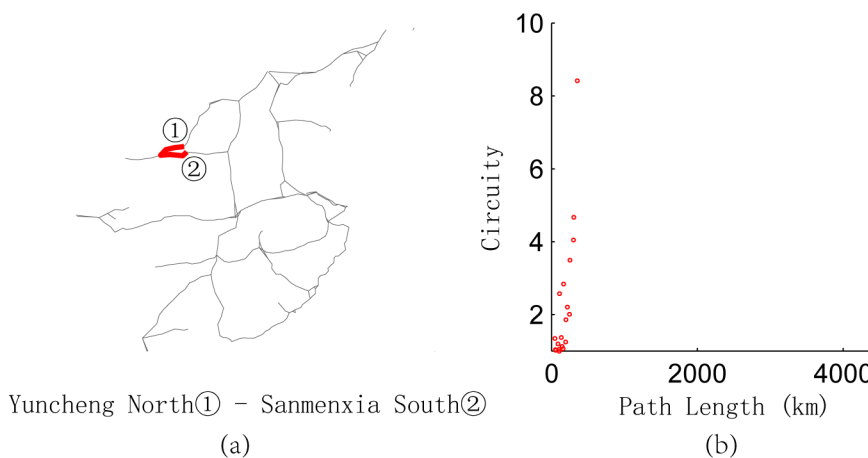 ①
②
Yuncheng North① - Sanmenxia South②
(a)
10
8
6
4
2
Circuity
0 2000 4000
Path Length (km)
(b)